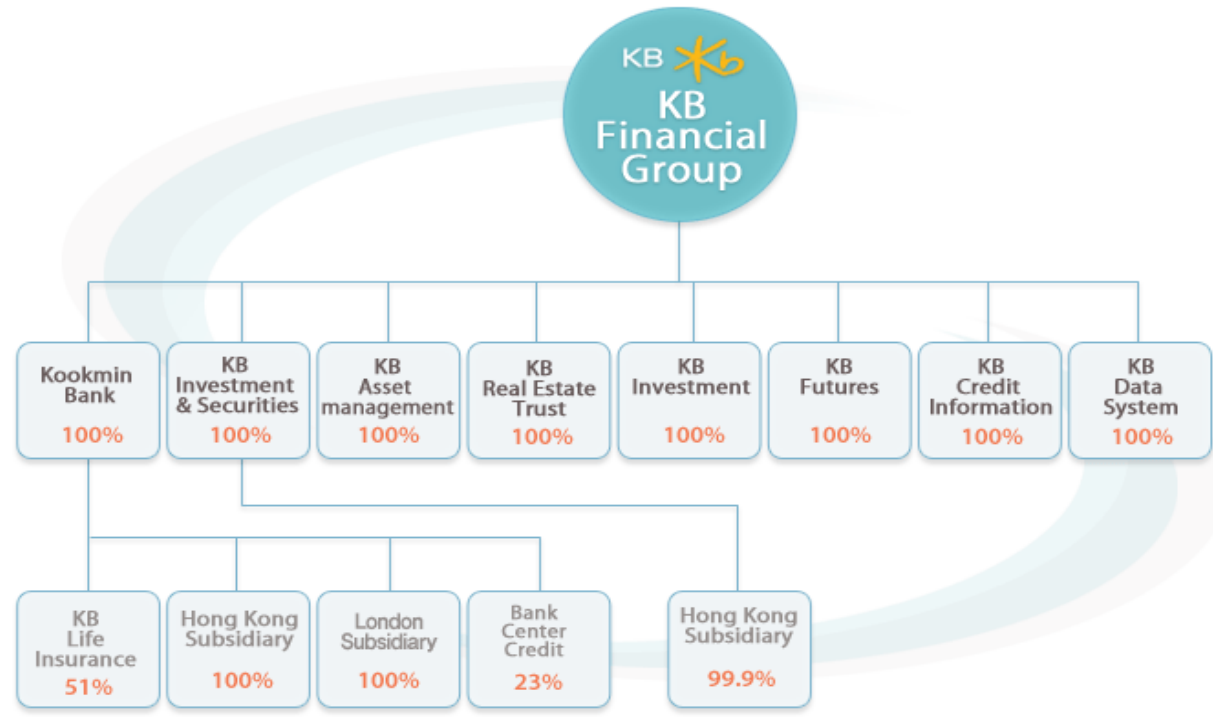 KB Kb
KB
Financial
Group
Kookmin
Bank
100%
KB
Investment
& Securities
100%
KB
Asset
management
100%
KB
Real Estate
Trust
100%
KB
Investment
100%
KB
Futures
100%
KB
Credit
Information
100%
KB
Data
System
100%
KB
Life
Insurance
51%
Hong Kong
Subsidiary
100%
London
Subsidiary
100%
Bank
Center
Credit
23%
Hong Kong
Subsidiary
99.9%